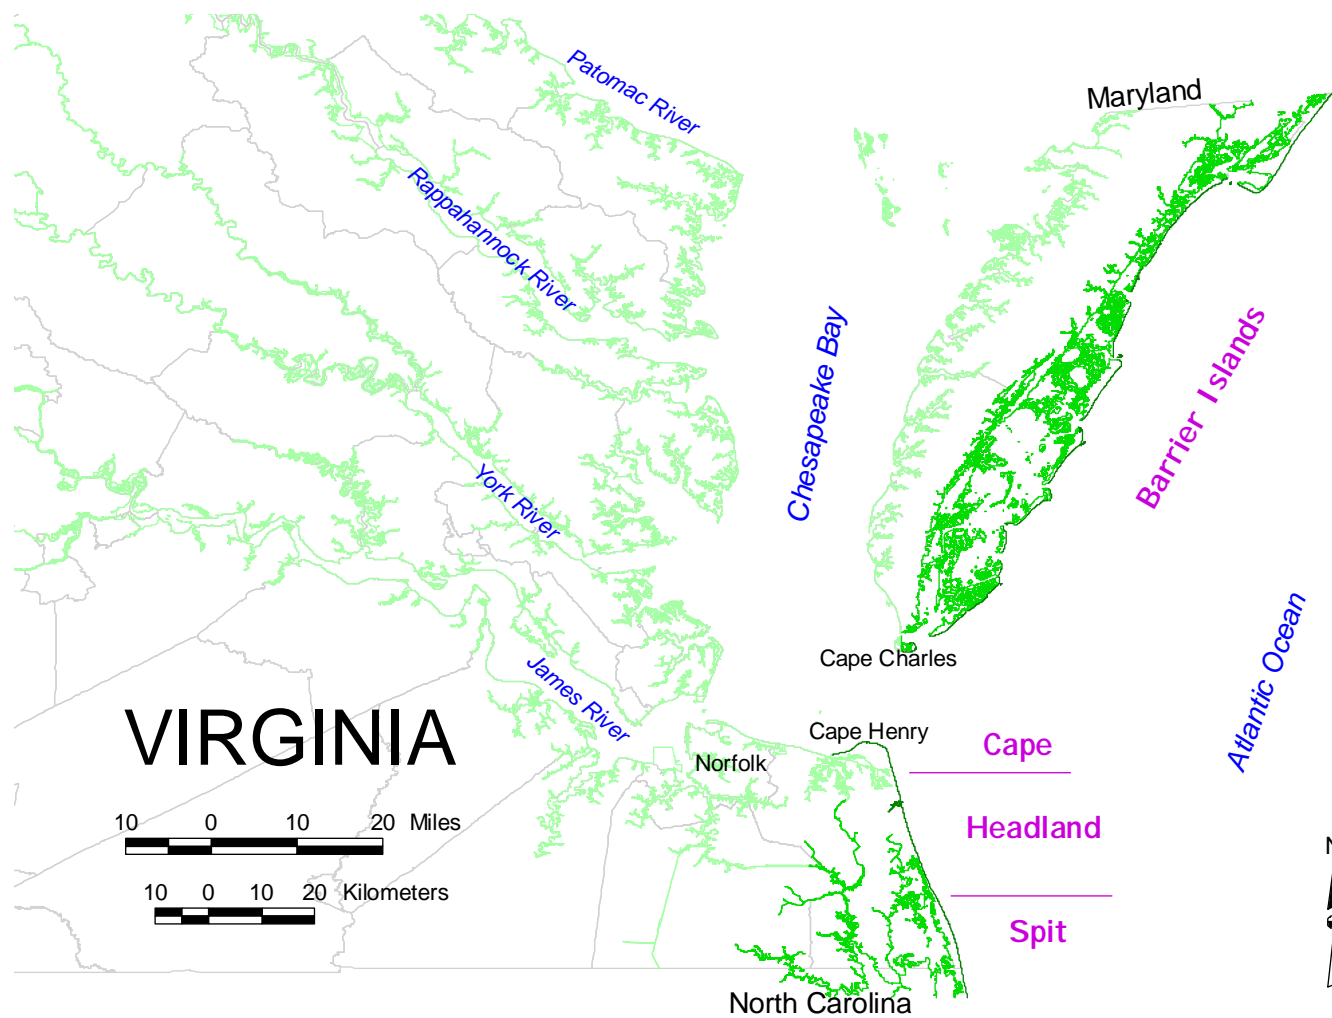 Patomac River
Maryland
Rappahannock River
Chesapeake Bay
Barrier Islands
York River
Atlantic Ocean
Cape Charles
James River
VIRGINIA
Cape Henry
Norfolk
Cape
Headland
Spit
10 0 10 20 Miles
10 0 10 20 Kilometers
N
North Carolina